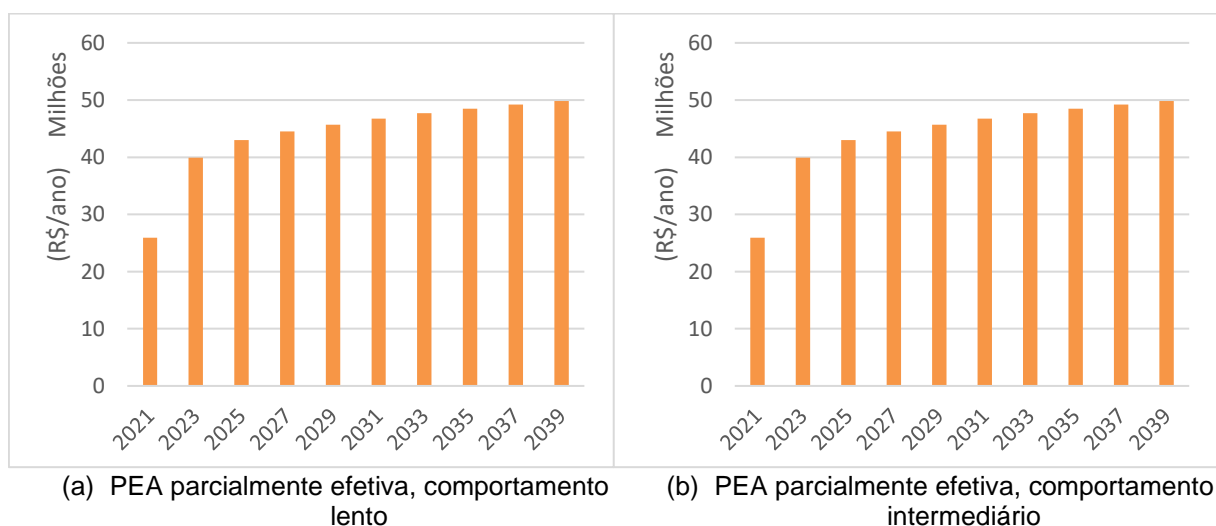 (R$/ano) Milhões
60
50
40
30
20
10
0
2021 2023 2025 2027 2029 2031 2033 2035 2037 2039
(a) PEA parcialmente efetiva, comportamento
lento
(R$/ano) Milhões
60
50
40
30
20
10
0
2021 2023 2025 2027 2029 2031 2033 2035 2037 2039
(b) PEA parcialmente efetiva, comportamento
intermediário